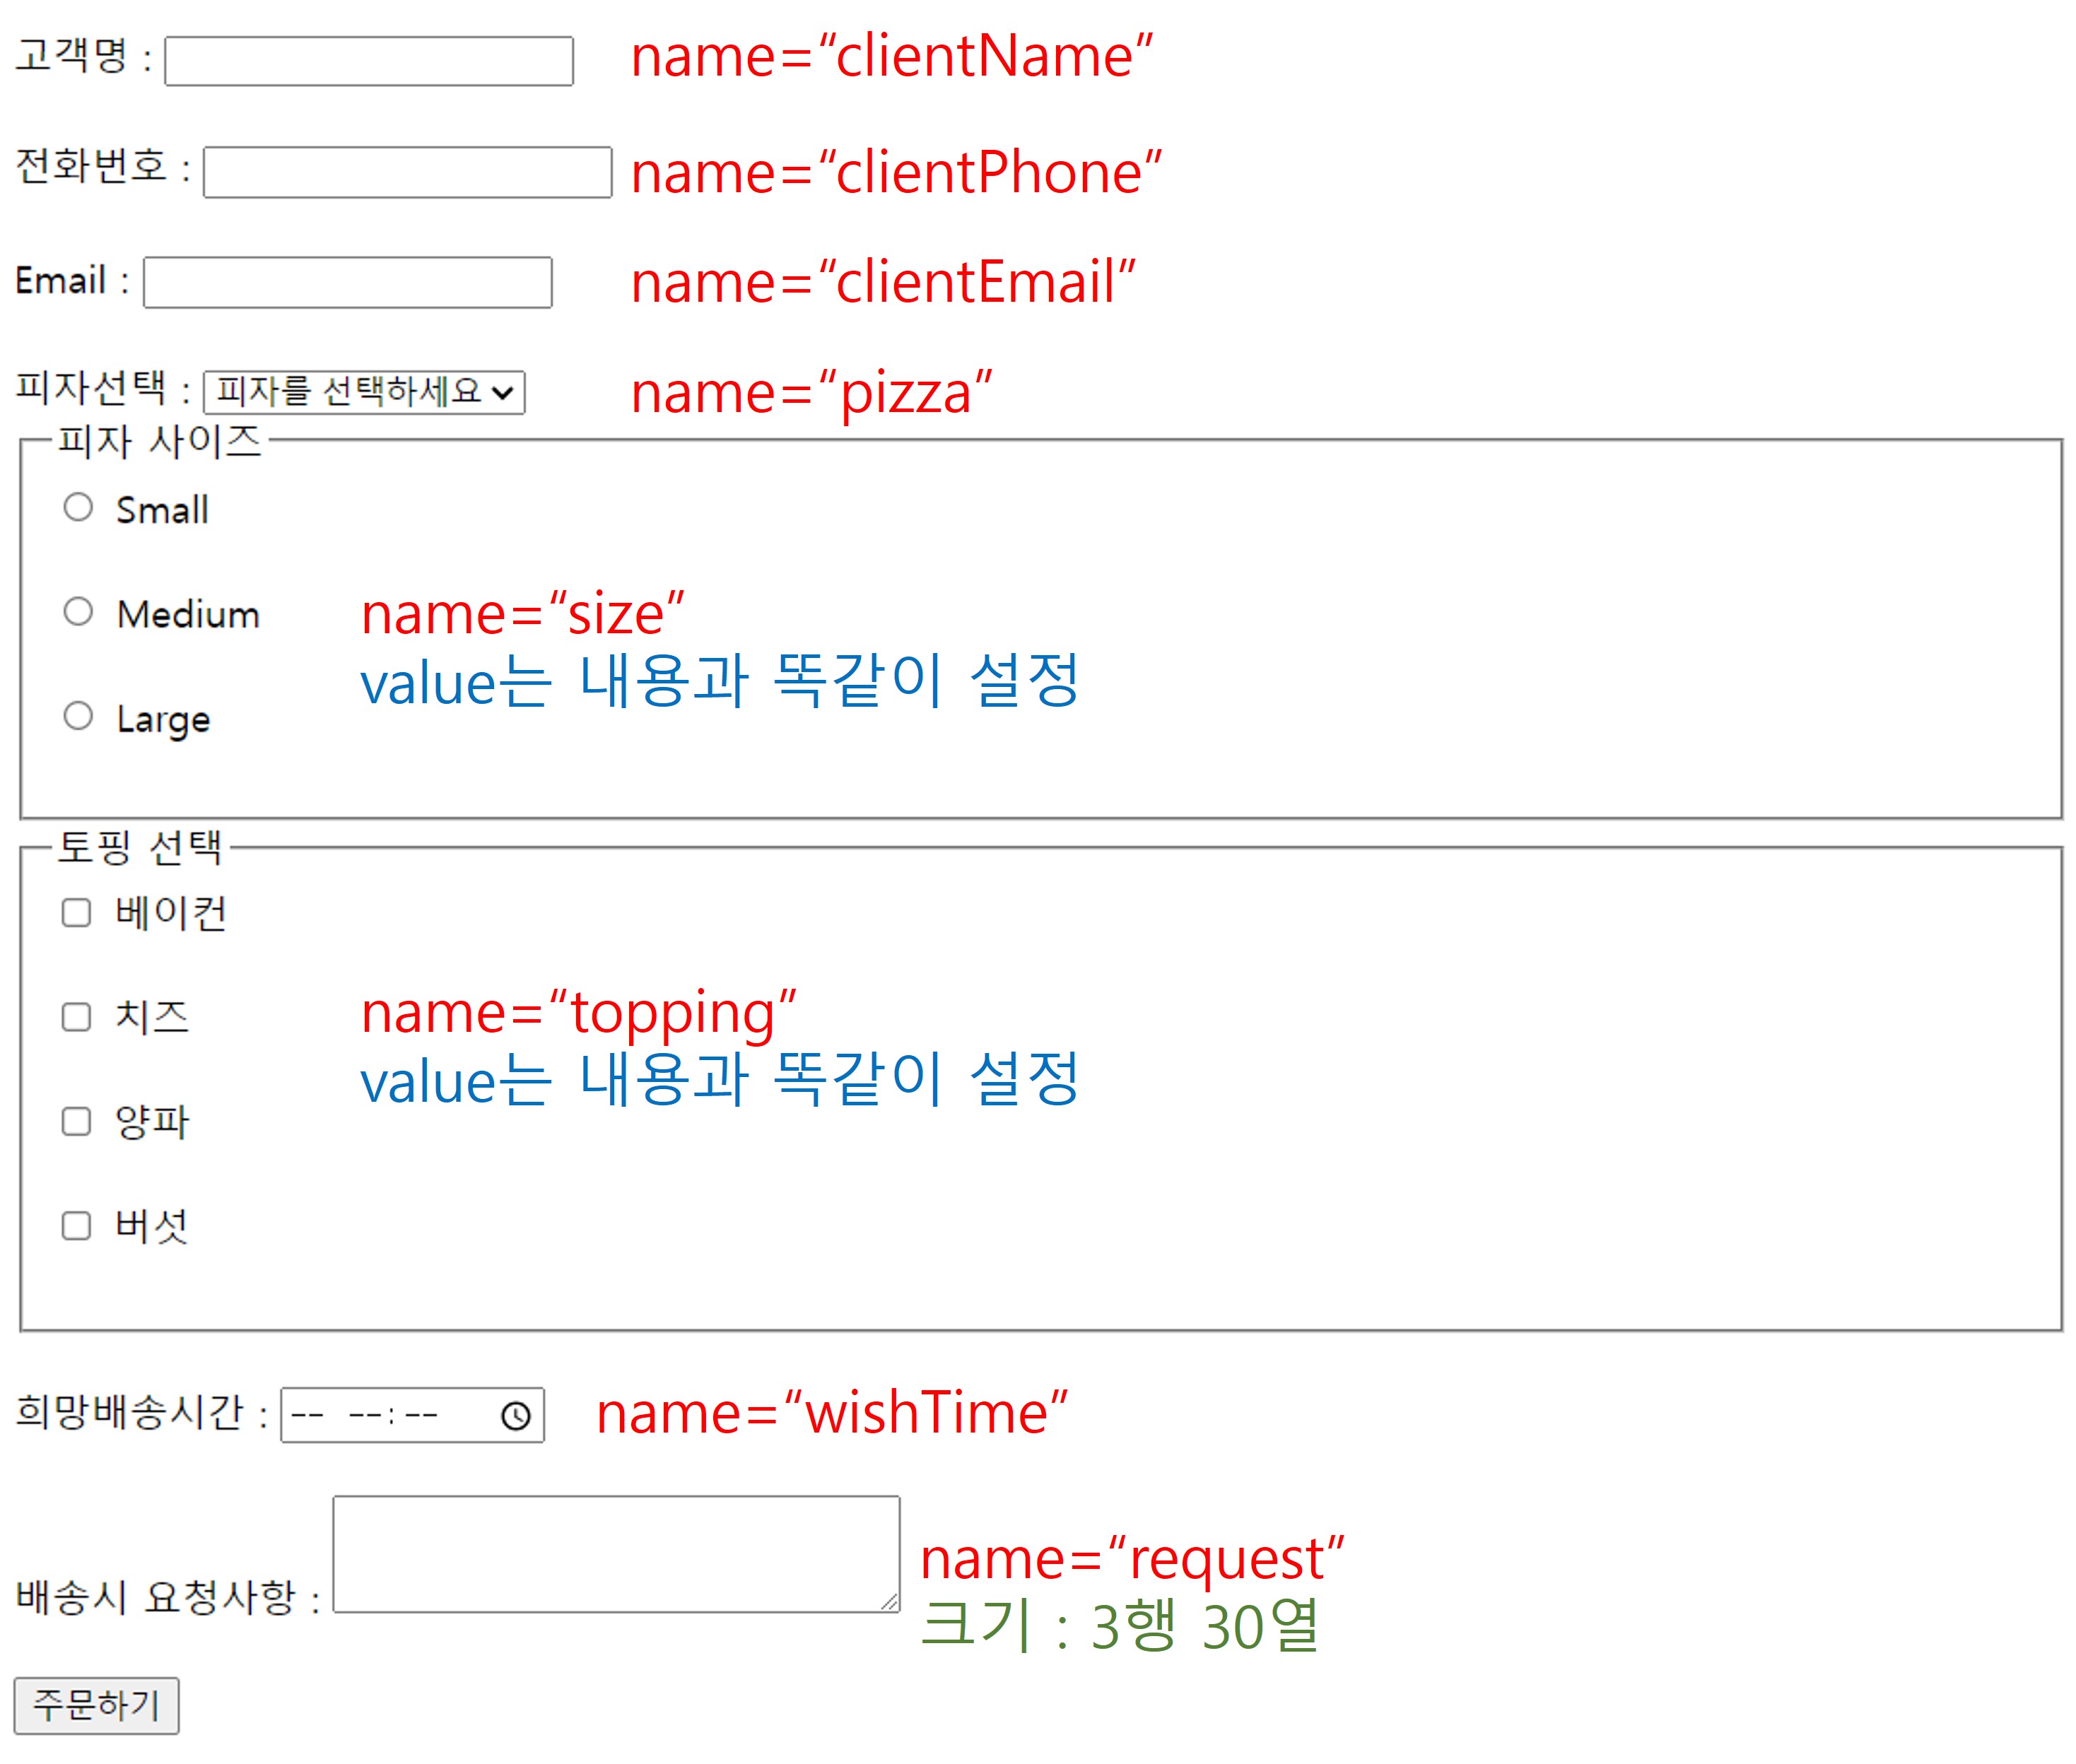 고객명 : name=“clientName”
전화번호 : name=“clientPhone”
Email : name=“clientEmail”
피자선택 : 피자를 선택하세요 name=“pizza”
피자 사이즈
Small
Medium name=“size”
value는 내용과 똑같이 설정
Large
토핑 선택
베이컨
치즈 name=“topping”
value는 내용과 똑같이 설정
양파
버섯
희망배송시간 : -- --:-- name=“wishTime”
배송시 요청사항 : name=“request”
크기 : 3행 30열
주문하기